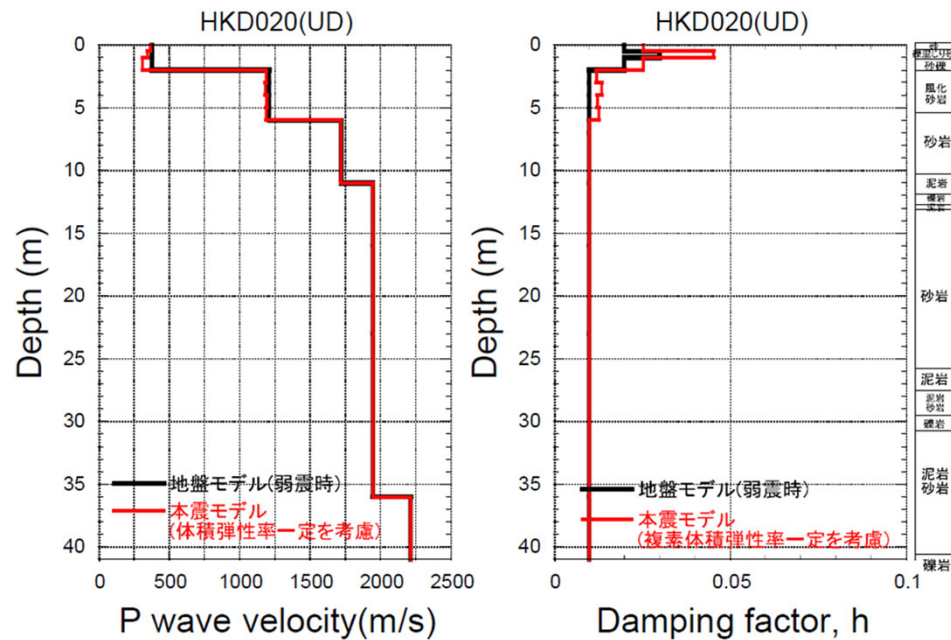 HKD020(UD)
0
5
10
15
20
25
30
35
40
Depth (m)
地盤モデル(弱震時)
本震モデル
(体積弾性率一定を考慮)
0 500 1000 1500 2000 2500
P wave velocity(m/s)
HKD020(UD)
0
5
10
15
20
25
30
35
40
Depth (m)
地盤モデル(弱震時)
本震モデル
(複素体積弾性率一定を考慮)
0 0.05 0.1
Damping factor, h
砂礫
風化
砂岩
砂岩
泥岩
礫岩
泥岩
砂岩
泥岩
泥岩
砂岩
礫岩
泥岩
砂岩
礫岩